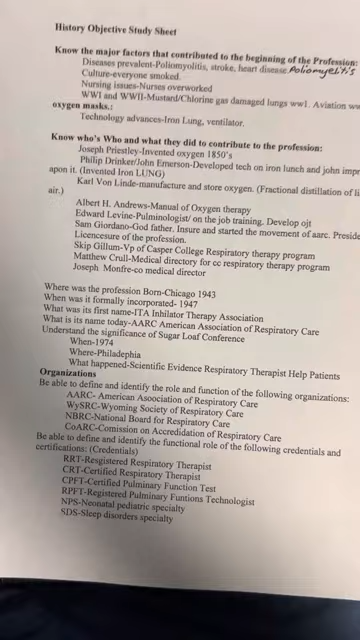 History Objective Study Sheet
Know the major factors that contributed to the beginning of the Profession:
Diseases prevalent-Poliomyolitis, stroke, heart disease. Poliomyelitis
Culture-everyone smoked.
Nursing issues-Nurses overworked
WWI and WWII-Mustard/Chlorine gas damaged lungs ww1. Aviation
oxygen masks.:
Technology advances-Iron Lung, ventilator.
Know who's Who and what they did to contribute to the profession:
Joseph Priestley-Invented oxygen 1850's
Philip Drinker/John Emerson-Developed tech on iron lunch and john
apon it. (Invented Iron LUNG)
Karl Von Linde-manufacture and store oxygen. (Fractional distillation of
air.)
Albert H. Andrews-Manual of Oxygen therapy
Edward Levine-Pulminologist/ on the job training. Develop ojt
Sam Giordano-God father. Insure and started the movement of aarc.
Licencesure of the profession.
Skip Gillum-Vp of Casper College Respiratory therapy program
Matthew Crull-Medical directory for cc respiratory therapy program
Joseph Monfre-co medical director
Where was the profession Born-Chicago 1943
When was it formally incorporated- 1947
What was its first name-ITA Inhilator Therapy Association
What is its name today-AARC American Association of Respiratory Care
Understand the significance of Sugar Loaf Conference
When-1974
Where-Philadephia
What happened-Scientific Evidence Respiratory Therapist Help Patients
Organizations
Be able to define and identify the role and function of the following organizations:
AARC- American Asociation of Respiratory Care
WySRC-Wyoming Society of Respiratory Care
NBRC-National Board for Respiratory Care
CoARC-Comission on Accredidation of Respiratory Care
Be able to define and identify the functional role of the following credentials and
certifications: (Credentials)
RRT-Resgistered Respiratory Therapist
CRT-Certified Respiratory Therapist
CPFT-Certified Pulminary Function Test
RPFT-Registered Pulminary Funtions Technologist
NPS-Neonatal pediatric specialty
SDS-Sleep disorders specialty